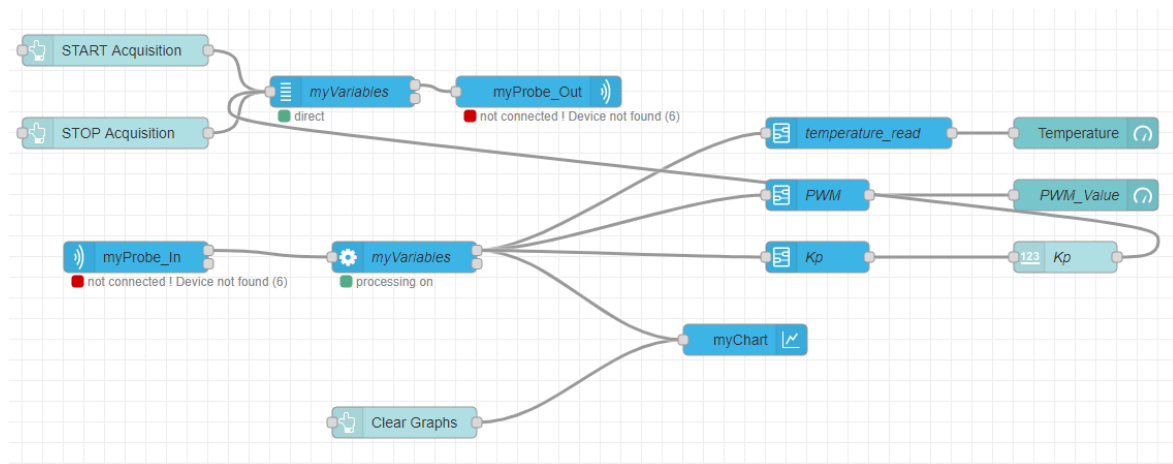 START Acquisition
myVariables
myProbe_Out
direct
not connected ! Device not found (6)
STOP Acquisition
temperature_read
Temperature
PWM
PWM_Value
myProbe_In
myVariables
Kp
123
Kp
not connected ! Device not found (6)
processing on
myChart
Clear Graphs